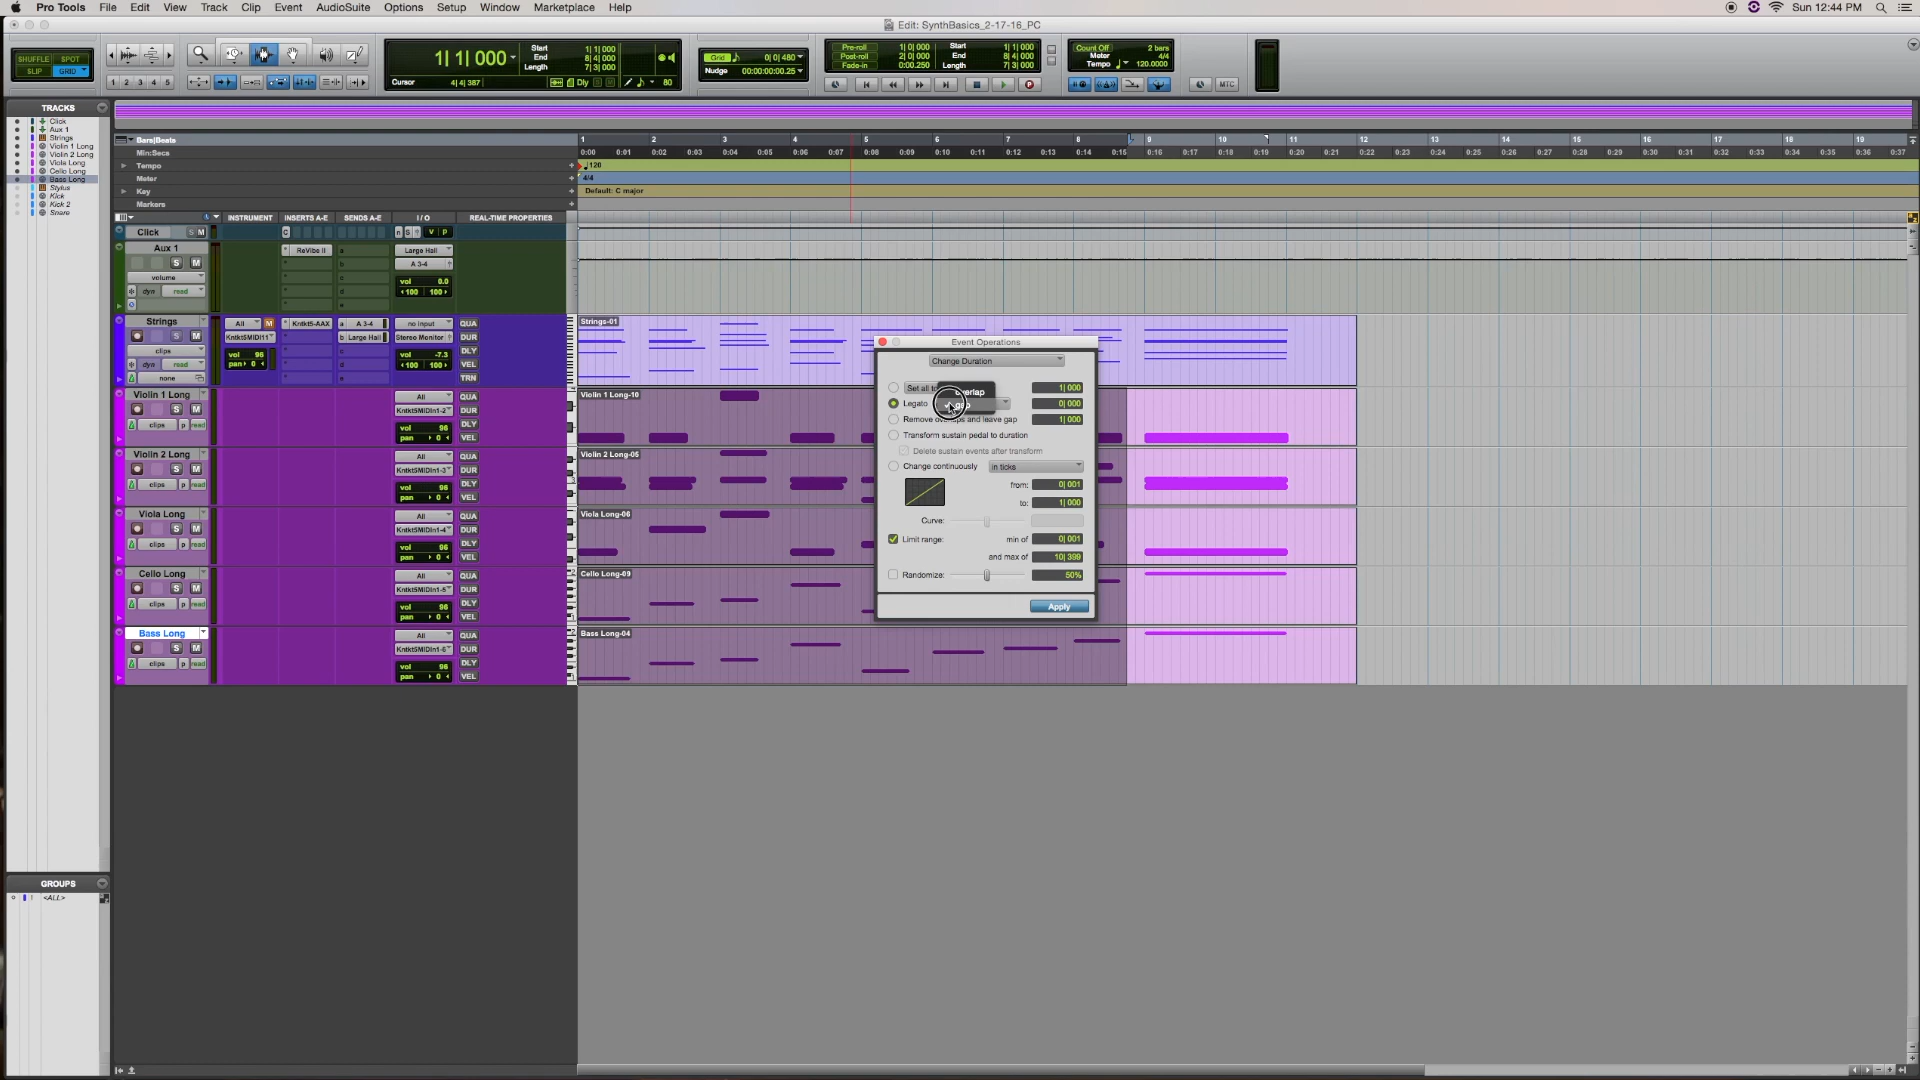 Pro Tools File Edit View Track Clip Event AudioSuite Options Setup Window Marketplace Help Sun 12:44 PM
Edit: SynthBasics_2-17-16_PC
SHUFFLE SPOT
SLIP GRID
1 2 3 4 5
1| 1| 000
Start 1| 1| 000
End 8| 4| 000
Length 7| 3| 000
Cursor 4| 4| 387 Dly 80
Grid 0| 0| 480
Nudge 00:00:00:00.25
Pre-roll 1| 0| 000 Start 1| 1| 000
Post-roll 2| 0| 000 End 8| 4| 000
Fade-in 0:00.250 Length 7| 3| 000
Count Off 2 bars
Meter 4/4
Tempo 120.0000
MTC
TRACKS
Click
Aux 1
Strings
Violin 1 Long
Violin 2 Long
Viola Long
Cello Long
Bass Long
Stylus
Kick
Kick 2
Snare
GROUPS
<ALL>
Bars|Beats 1 2 3 4 5 6 7 8 9 10 11 12 13 14 15 16 17 18 19
Min:Secs 0:00 0:01 0:02 0:03 0:04 0:05 0:06 0:07 0:08 0:09 0:10 0:11 0:12 0:13 0:14 0:15 0:16 0:17 0:18 0:19 0:20 0:21 0:22 0:23 0:24 0:25 0:26 0:27 0:28 0:29 0:30 0:31 0:32 0:33 0:34 0:35 0:36 0:37
Tempo 120
Meter 4/4
Key Default: C major
Markers
INSTRUMENT INSERTS A-E SENDS A-E I / O REAL-TIME PROPERTIES
Click S M C n S v p
Aux 1 ReVibe II a Large Hall
S M b A 3-4
volume c vol 0.0
dyn read d 100 100
e
Strings All M Kntkt5-AAX a A 3-4 no input QUA Strings-01
S M KntktSMIDI11 b Large Hall Stereo Monitor DUR
clips vol 96 c vol -7.3 DLY
dyn read pan 0 d 100 100 VEL
none e TRN
Violin 1 Long All QUA Violin 1 Long-10
S M KntktSMIDIn1-2 DUR
clips p read vol 96 DLY
pan 0 VEL
Violin 2 Long All QUA Violin 2 Long-05
S M KntktSMIDIn1-3 DUR
clips p read vol 96 DLY
pan 0 VEL
Viola Long All QUA Viola Long-06
S M KntktSMIDIn1-4 DUR
clips p read vol 96 DLY
pan 0 VEL
Cello Long All QUA Cello Long-09
S M KntktSMIDIn1-5 DUR
clips p read vol 96 DLY
pan 0 VEL
Bass Long All QUA Bass Long-04
S M KntktSMIDIn1-6 DUR
clips p read vol 96 DLY
pan 0 VEL
Event Operations
Change Duration
Set all to 1| 000
overlap
Legato gap 0| 000
Remove overlaps and leave gap 1| 000
Transform sustain pedal to duration
Delete sustain events after transform
Change continuously in ticks
from: 0| 001
to: 1| 000
Curve:
Limit range: min of 0| 001
and max of 10| 399
Randomize: 50%
Apply